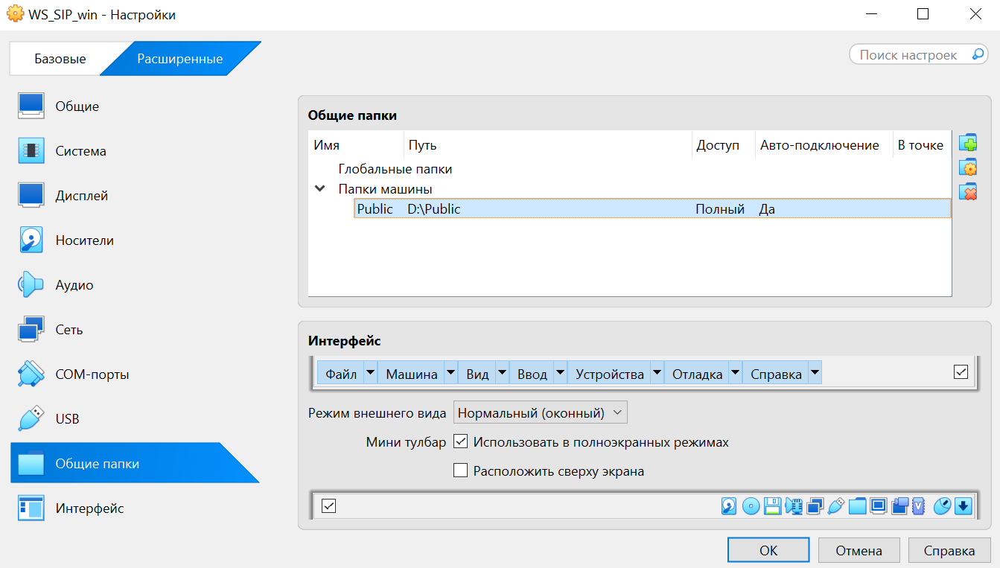 WS_SIP_win - Настройки
Базовые Расширенные Поиск настроек
Общие
Система
Дисплей
Носители
Аудио
Сеть
COM-порты
USB
Общие папки
Интерфейс
Общие папки
Имя Путь Доступ Авто-подключение В точке
Глобальные папки
Папки машины
Public D:\Public Полный Да
Интерфейс
Файл Машина Вид Ввод Устройства Отладка Справка
Режим внешнего вида Нормальный (оконный)
Мини тулбар Использовать в полноэкранных режимах
Расположить сверху экрана
V
OK Отмена Справка